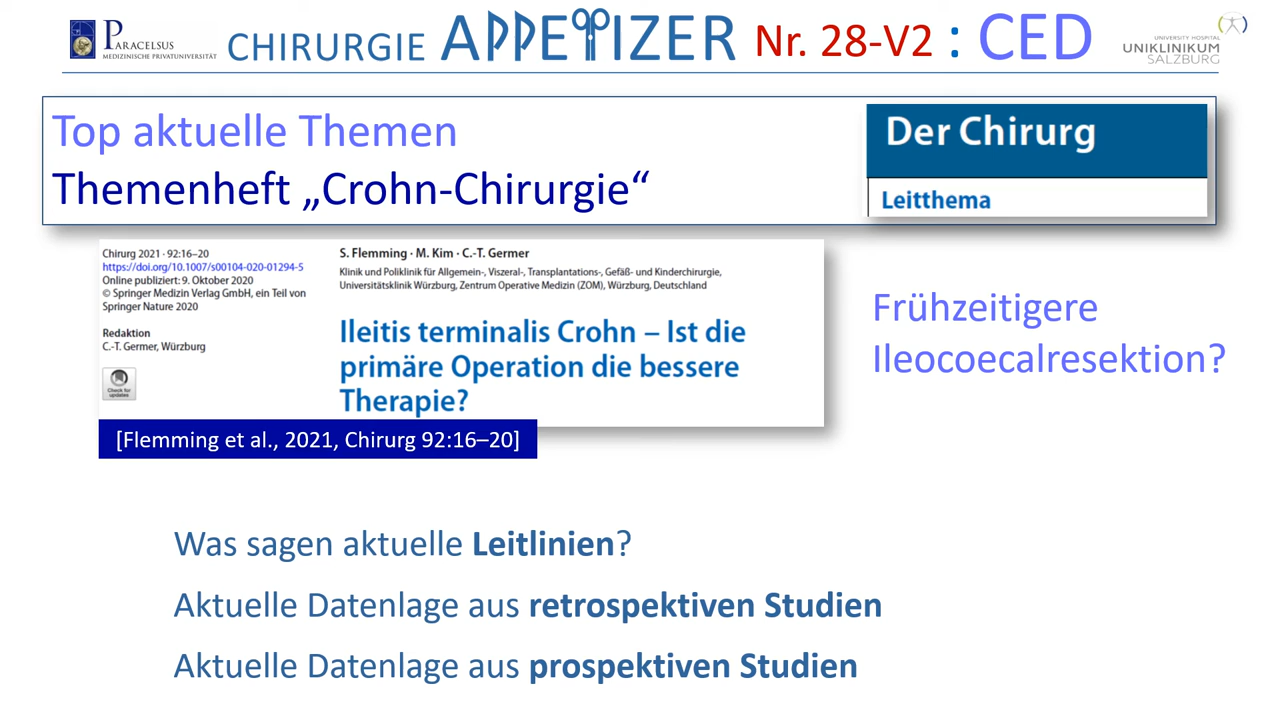 PARACELSUS
MEDIZINISCHE PRIVATUNIVERSITÄT
CHIRURGIE APPETIZER Nr. 28-V2 : CED
UNIVERSITY HOSPITAL
UNIKLINIKUM
SALZBURG
Top aktuelle Themen
Themenheft „Crohn-Chirurgie“
Der Chirurg
Leitthema
Chirurg 2021 · 92:16–20
https://doi.org/10.1007/s00104-020-01294-5
Online publiziert: 9. Oktober 2020
© Springer Medizin Verlag GmbH, ein Teil von
Springer Nature 2020
Redaktion
C.-T. Germer, Würzburg
Check for
updates
S. Flemming · M. Kim · C.-T. Germer
Klinik und Poliklinik für Allgemein-, Viszeral-, Transplantations-, Gefäß- und Kinderchirurgie,
Universitätsklinik Würzburg, Zentrum Operative Medizin (ZOM), Würzburg, Deutschland
Ileitis terminalis Crohn – Ist die
primäre Operation die bessere
Therapie?
[Flemming et al., 2021, Chirurg 92:16–20]
Frühzeitigere
Ileocoecalresektion?
Was sagen aktuelle Leitlinien?
Aktuelle Datenlage aus retrospektiven Studien
Aktuelle Datenlage aus prospektiven Studien